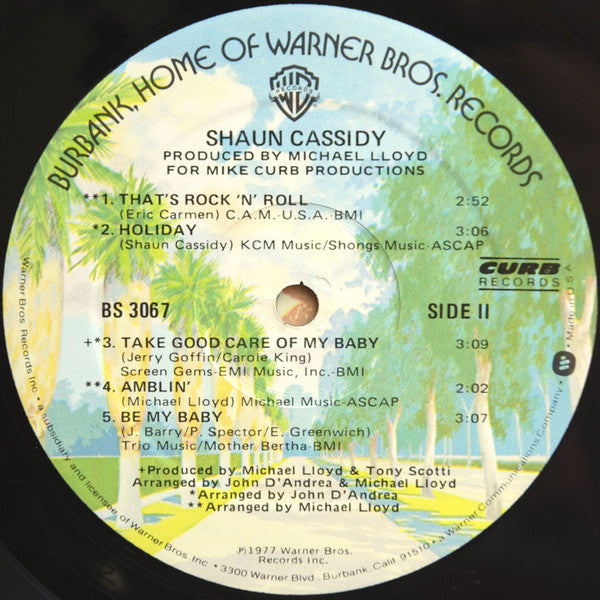 BURBANK, HOME OF WARNER BROS. RECORDS
WB RECORDS
SHAUN CASSIDY
PRODUCED BY MICHAEL LLOYD
FOR MIKE CURB PRODUCTIONS
**1. THAT'S ROCK 'N' ROLL 2:52
(Eric Carmen) C.A.M.-U.S.A.-BMI
*2. HOLIDAY 3:06
(Shaun Cassidy) KCM Music/Shongs Music-ASCAP
CURB
RECORDS
BS 3067 SIDE II
+*3. TAKE GOOD CARE OF MY BABY 3:09
(Jerry Goffin/Carole King)
Screen Gems-EMI Music, Inc.-BMI
**4. AMBLIN' 2:02
(Michael Lloyd) Michael Music-ASCAP
5. BE MY BABY 3:07
(J. Barry/P. Spector/E. Greenwich)
Trio Music/Mother Bertha-BMI
+Produced by Michael Lloyd & Tony Scotti
Arranged by John D'Andrea & Michael Lloyd
*Arranged by John D'Andrea
**Arranged by Michael Lloyd
℗1977 Warner Bros.
Records Inc.
Warner Bros. Records Inc. • a subsidiary and licensee of Warner Bros. Inc. • 3300 Warner Blvd., Burbank, Calif. 91510 • a Warner Communications Company • Made in U.S.A.